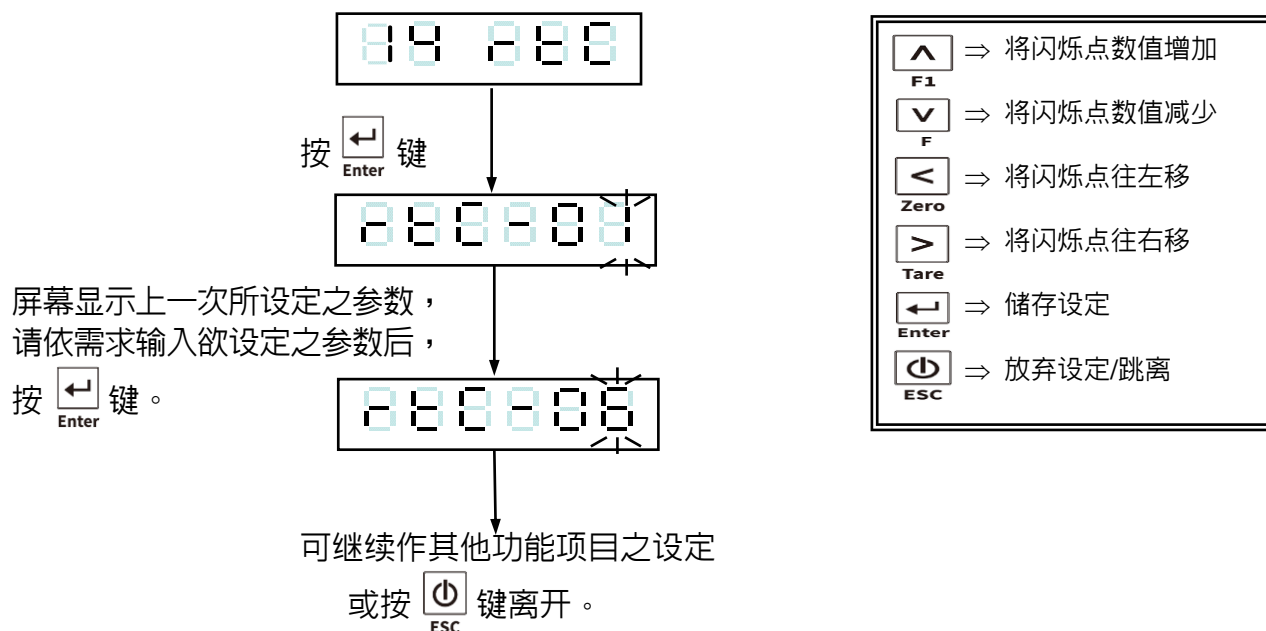 14 rtC
按 Enter 键
rtC-01
屏幕显示上一次所设定之参数，
请依需求输入欲设定之参数后，
按 Enter 键。
rtC-06
可继续作其他功能项目之设定
或按 ESC 键离开。
F1 ⇒ 将闪烁点数值增加
F ⇒ 将闪烁点数值减少
Zero ⇒ 将闪烁点往左移
Tare ⇒ 将闪烁点往右移
Enter ⇒ 储存设定
ESC ⇒ 放弃设定/跳离